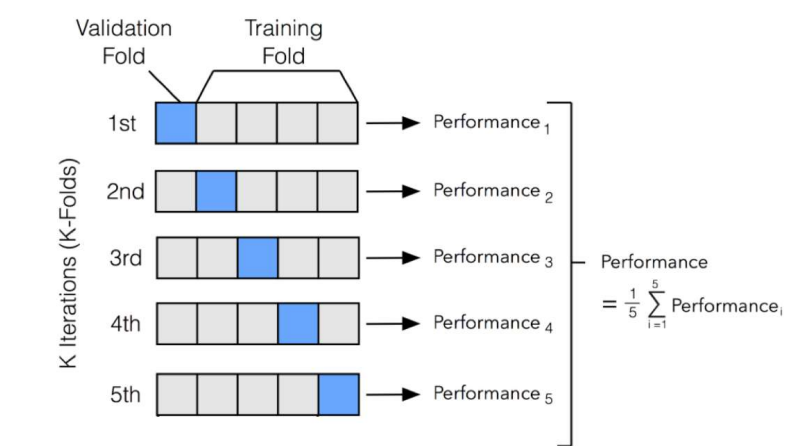 Validation
Fold
Training
Fold
K Iterations (K-Folds)
1st
Performance 1
2nd
Performance 2
3rd
Performance 3
4th
Performance 4
5th
Performance 5
Performance
= 1/5 5 ∑ i=1 Performance i